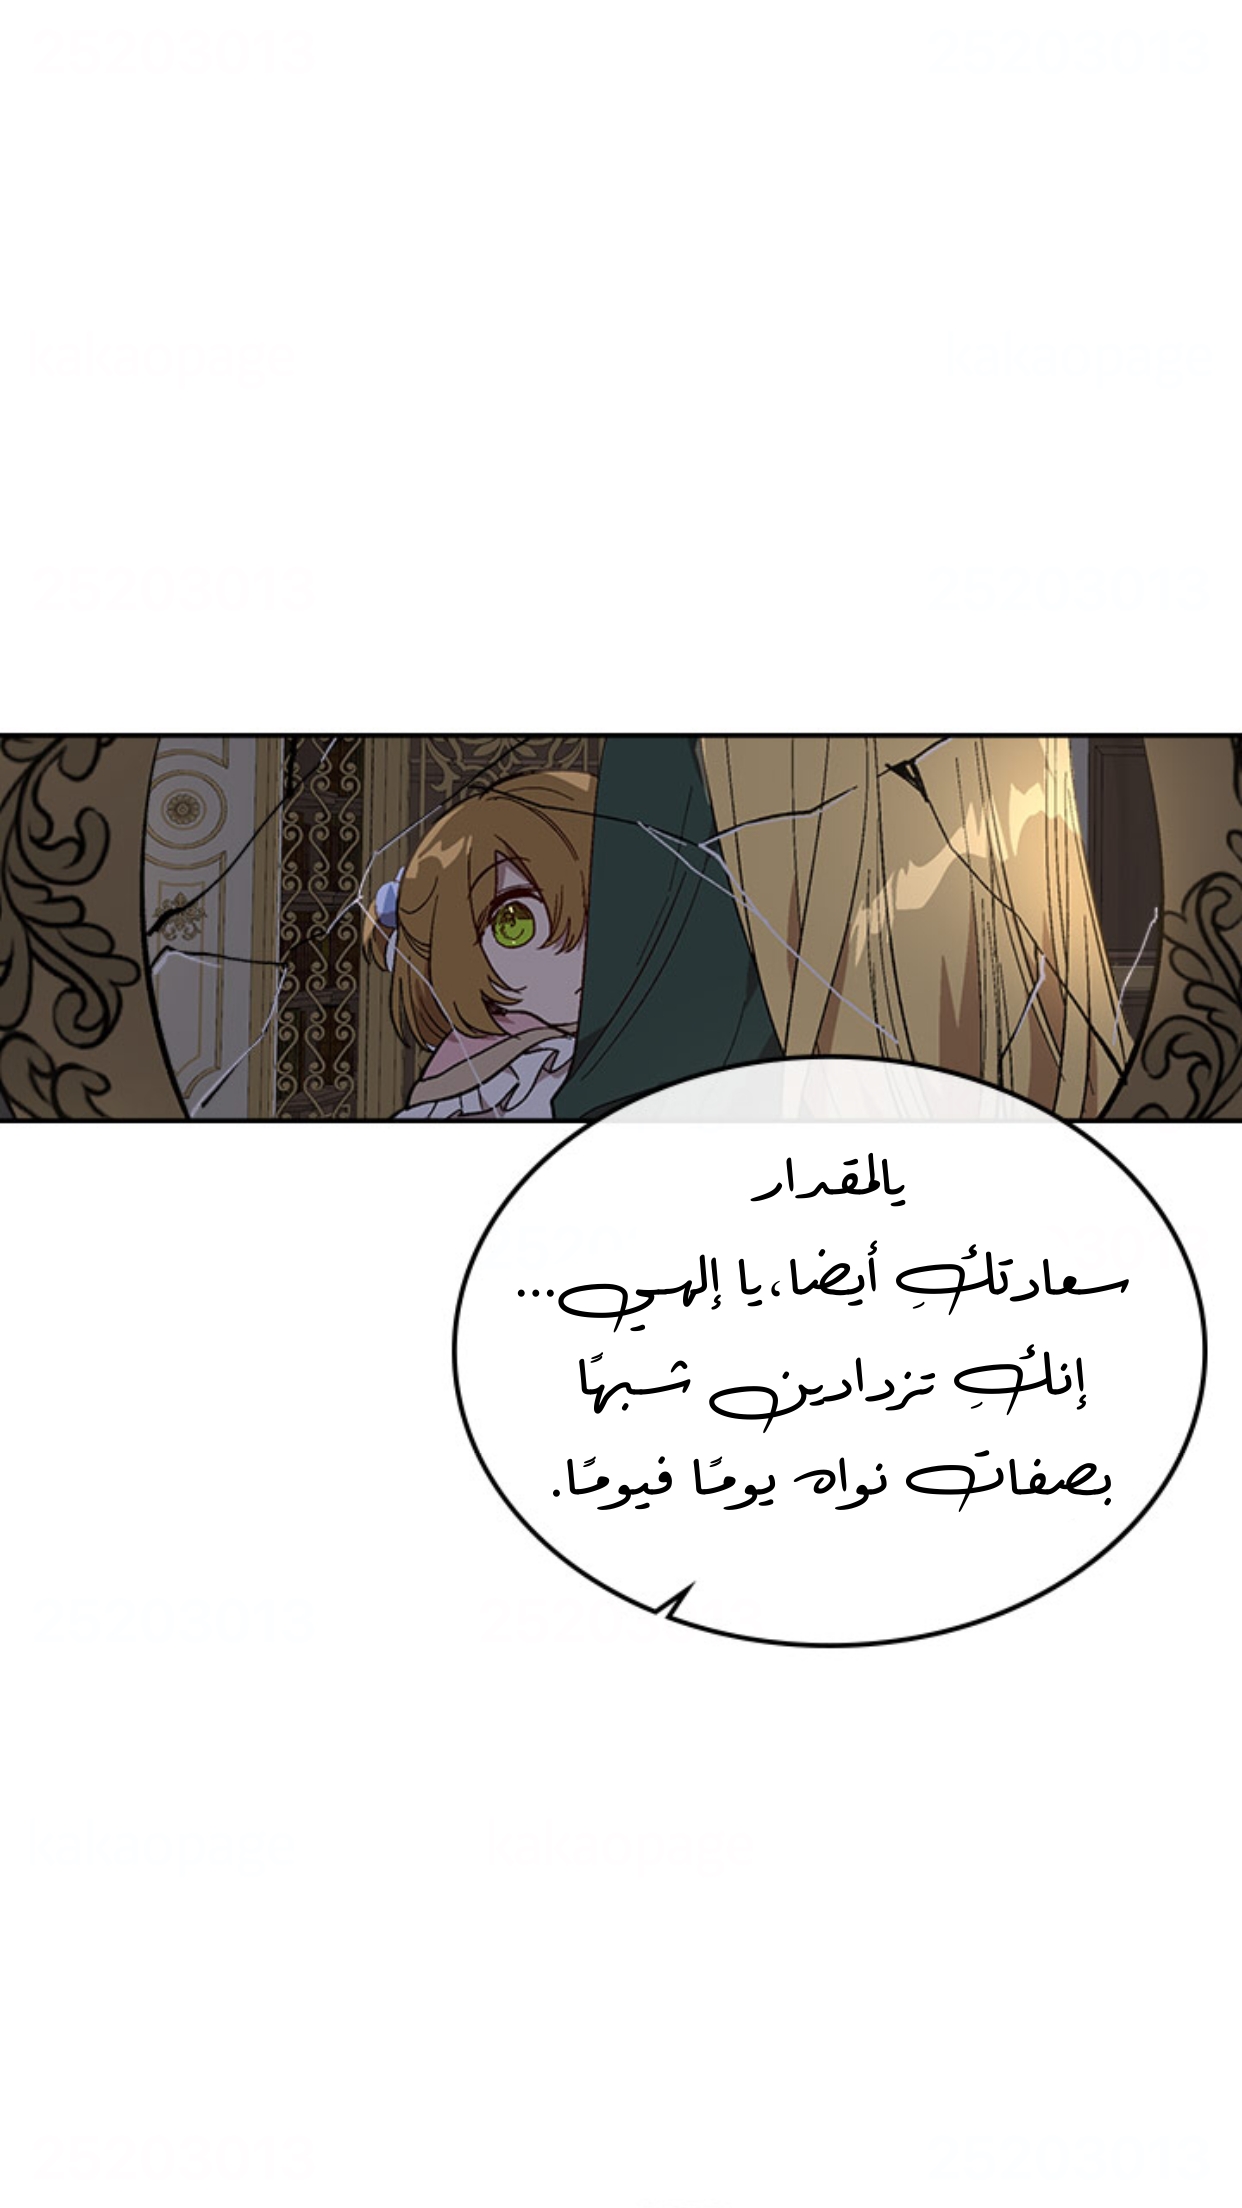 يالمقدار
سعادتكِ أيضا،يا إلهي...
إنكِ تزدادين شبهًا
بصفات نواه يومًا فيومًا.